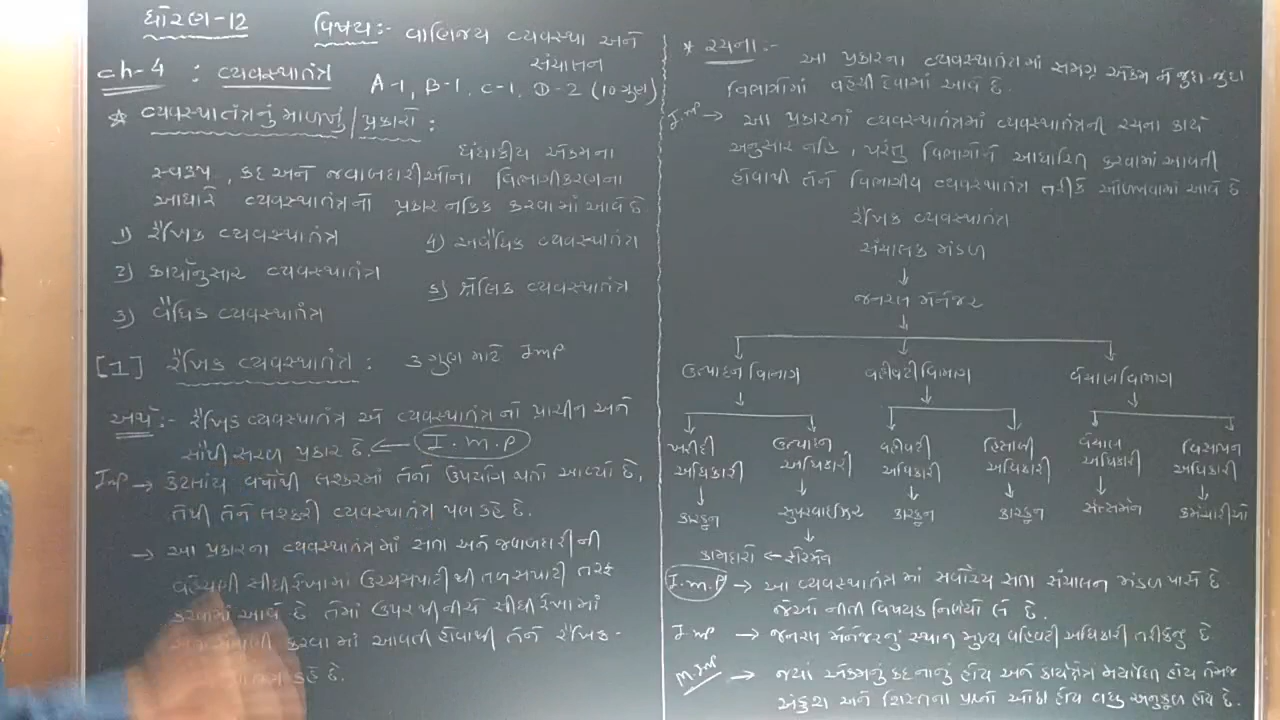 ધોરણ-12
વિષય:- વાણિજ્ય વ્યવસ્થા અને
સંચાલન
ch-4 : વ્યવસ્થાતંત્ર
A-1, B-1, C-1, D-2 (10 ગુણ)
* વ્યવસ્થાતંત્રનું માળખું/પ્રકારો :
ધંધાકીય એકમના
સ્વરૂપ, કદ અને જવાબદારીઓના વિભાગીકરણના
આધારે વ્યવસ્થાતંત્રનો પ્રકાર નક્કિ કરવામાં આવે છે
1) રૈખિક વ્યવસ્થાતંત્ર
2) કાર્યાનુસાર વ્યવસ્થાતંત્ર
3) વૈધિક વ્યવસ્થાતંત્ર
4) અવૈધિક વ્યવસ્થાતંત્ર
5) શ્રેણિક વ્યવસ્થાતંત્ર
[1] રૈખિક વ્યવસ્થાતંત્ર : 3 ગુણ માટે Imp
અર્થ:- રૈખિક વ્યવસ્થાતંત્ર એ વ્યવસ્થાતંત્રનો પ્રાચીન અને
સૌથી સરળ પ્રકાર છે. ← I.m.p
Imp → કેટલાંય વર્ષોથી લશ્કરમાં તેનો ઉપયોગ થતો આવ્યો છે,
તેથી તેને લશ્કરી વ્યવસ્થાતંત્ર પણ કહે છે.
→ આ પ્રકારના વ્યવસ્થાતંત્રમાં સત્તા અને જવાબદારીની
વહેંચણી સીધી રેખામાં ઉચ્ચસપાટી થી તળસપાટી તરફ
કરવામાં આવે છે તેમાં ઉપરથી નીચે સીધી રેખામાં
કરવામાં આવતી હોવાથી તેને રૈખિક-
કહે છે.
* રચના:-
આ પ્રકારના વ્યવસ્થાતંત્રમાં સમગ્ર એકમ ને જુદા-જુદા
વિભાગોમાં વહેંચી દેવામાં આવે છે.
I.mp → આ પ્રકારનાં વ્યવસ્થાતંત્રમાં વ્યવસ્થાતંત્રની રચના કાર્ય
અનુસાર નહિ, પરંતુ વિભાગોને આધારિત કરવામાં આવતી
હોવાથી તેને વિભાગીય વ્યવસ્થાતંત્ર તરીકે ઓળખવામાં આવે છે
રૈખિક વ્યવસ્થાતંત્ર
સંચાલક મંડળ
↓
જનરલ મેનેજર
↓
ઉત્પાદન વિભાગ વહીવટી વિભાગ વેચાણ વિભાગ
ખરીદી ઉત્પાદન વહીવટી હિસાબી વેચાણ વિજ્ઞાપન
અધિકારી અધિકારી અધિકારી અધિકારી અધિકારી અધિકારી
કારકૂન સુપરવાઈઝર કારકૂન કારકૂન સેલ્સમેન કર્મચારીઓ
કામદારો ← ફોરમેન
I.m.p → આ વ્યવસ્થાતંત્ર માં સર્વોચ્ચ સત્તા સંચાલન મંડળ પાસે છે
જેઓ નીતી વિષયક નિર્ણયો લે છે.
Imp → જનરલ મેનેજરનું સ્થાન મુખ્ય વહિવટી અધિકારી તરીકેનું છે
M.Imp → જયાં એકમનું કદ નાનું હોય અને કાર્યક્ષેત્ર મર્યાદિત હોય તેમજ
અંકુશ અને શિસ્તના પ્રશ્નો ઓછા હોય વધુ અનુકૂળ હોય છે.